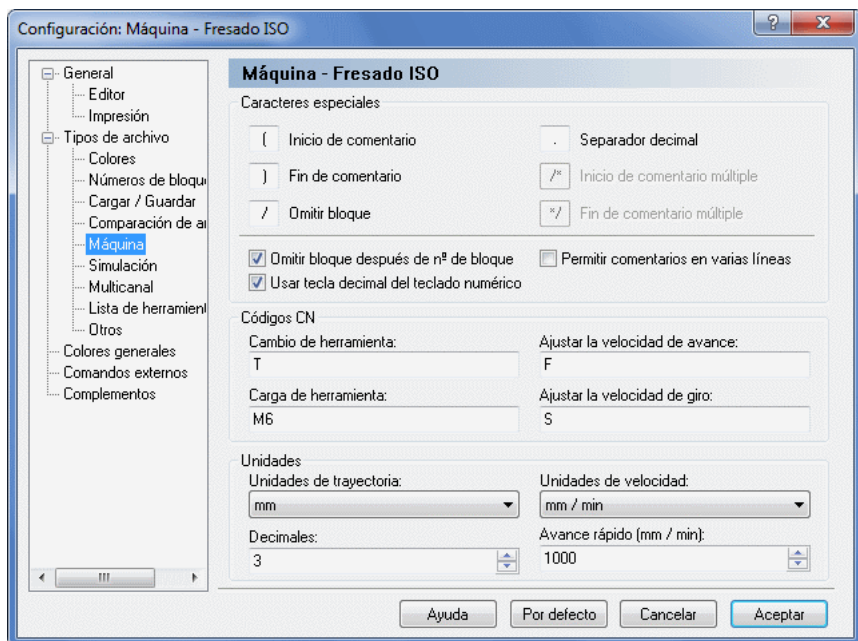 Configuración: Máquina - Fresado ISO
General
Editor
Impresión
Tipos de archivo
Colores
Números de bloqu
Cargar / Guardar
Comparación de ar
Máquina
Simulación
Multicanal
Lista de herramient
Otros
Colores generales
Comandos externos
Complementos
Máquina - Fresado ISO
Caracteres especiales
( Inicio de comentario
. Separador decimal
) Fin de comentario
/* Inicio de comentario múltiple
/ Omitir bloque
*/ Fin de comentario múltiple
Omitir bloque después de nº de bloque
Permitir comentarios en varias líneas
Usar tecla decimal del teclado numérico
Códigos CN
Cambio de herramienta:
Ajustar la velocidad de avance:
T
F
Carga de herramienta:
Ajustar la velocidad de giro:
M6
S
Unidades
Unidades de trayectoria:
Unidades de velocidad:
mm
mm / min
Decimales:
Avance rápido (mm / min):
3
1000
Ayuda
Por defecto
Cancelar
Aceptar